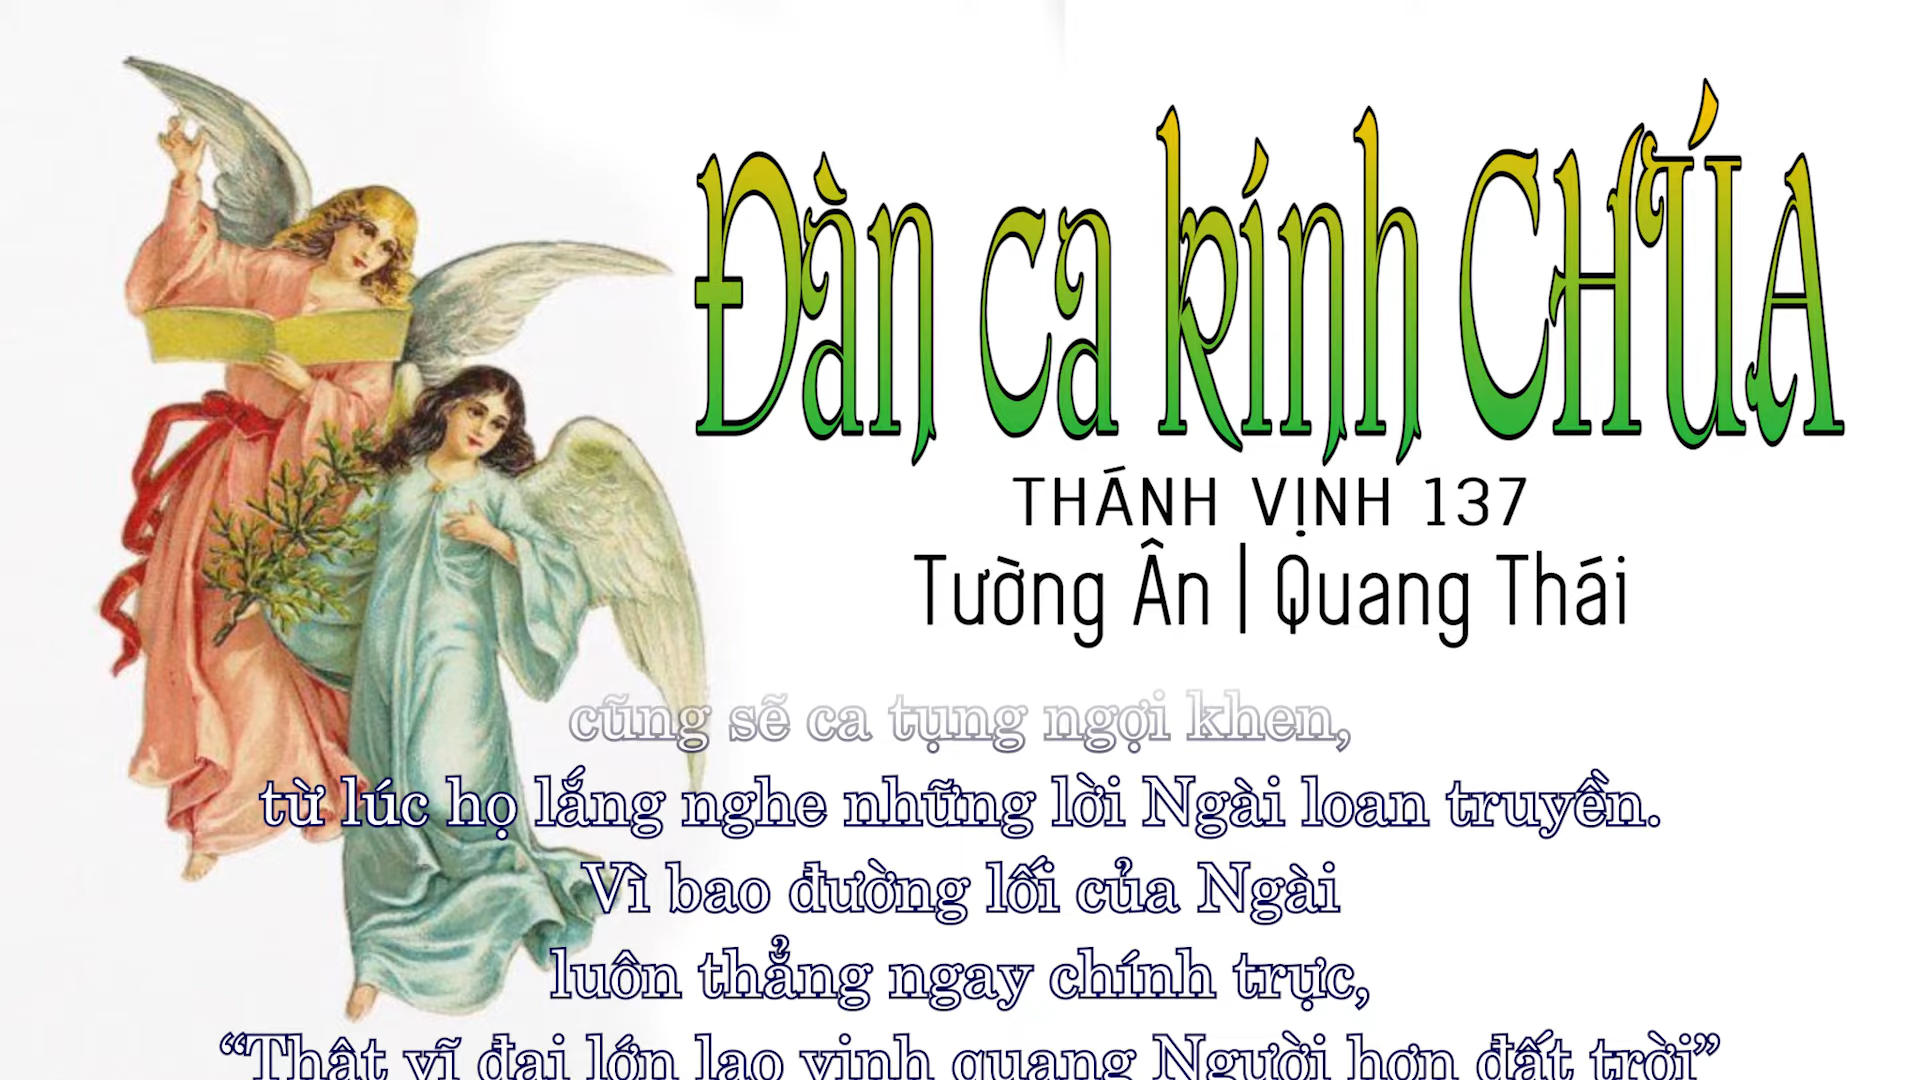 Đàn ca kính CHÚA
THÁNH VỊNH 137
Tường Ân | Quang Thái
cũng sẽ ca tụng ngợi khen,
từ lúc họ lắng nghe những lời Ngài loan truyền.
Vì bao đường lối của Ngài
luôn thẳng ngay chính trực,
“Thật vĩ đại lớn lao vinh quang Người hơn đất trời”